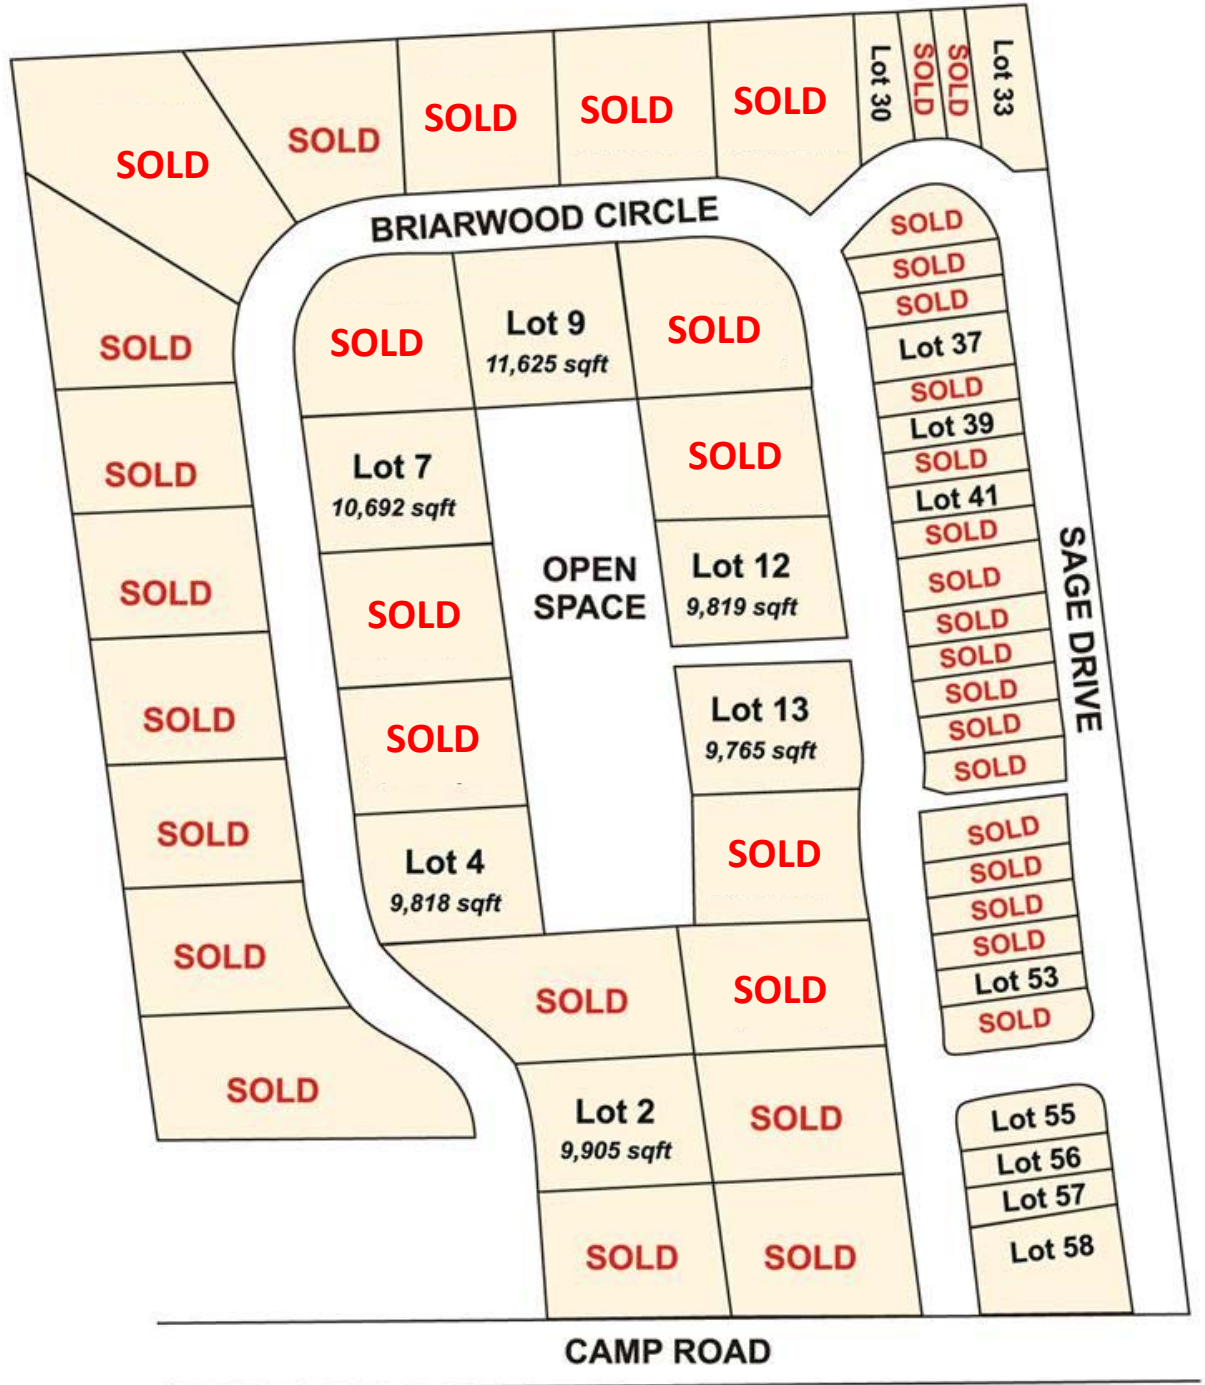 Lot 30
SOLD
SOLD
Lot 33
SOLD
SOLD
SOLD
SOLD
SOLD
BRIARWOOD CIRCLE
SOLD
SOLD
SOLD
SOLD
SOLD
SOLD
SOLD
SOLD
SOLD
Lot 9
11,625 sqft
SOLD
Lot 7
10,692 sqft
SOLD
SOLD
SOLD
Lot 4
9,818 sqft
OPEN
SPACE
Lot 12
9,819 sqft
Lot 13
9,765 sqft
SOLD
SOLD
SOLD
Lot 2
9,905 sqft
SOLD
SOLD
SOLD
SOLD
SOLD
SOLD
Lot 37
SOLD
Lot 39
SOLD
Lot 41
SOLD
SOLD
SOLD
SOLD
SOLD
SOLD
SOLD
SAGE DRIVE
SOLD
SOLD
SOLD
SOLD
Lot 53
SOLD
Lot 55
Lot 56
Lot 57
Lot 58
CAMP ROAD